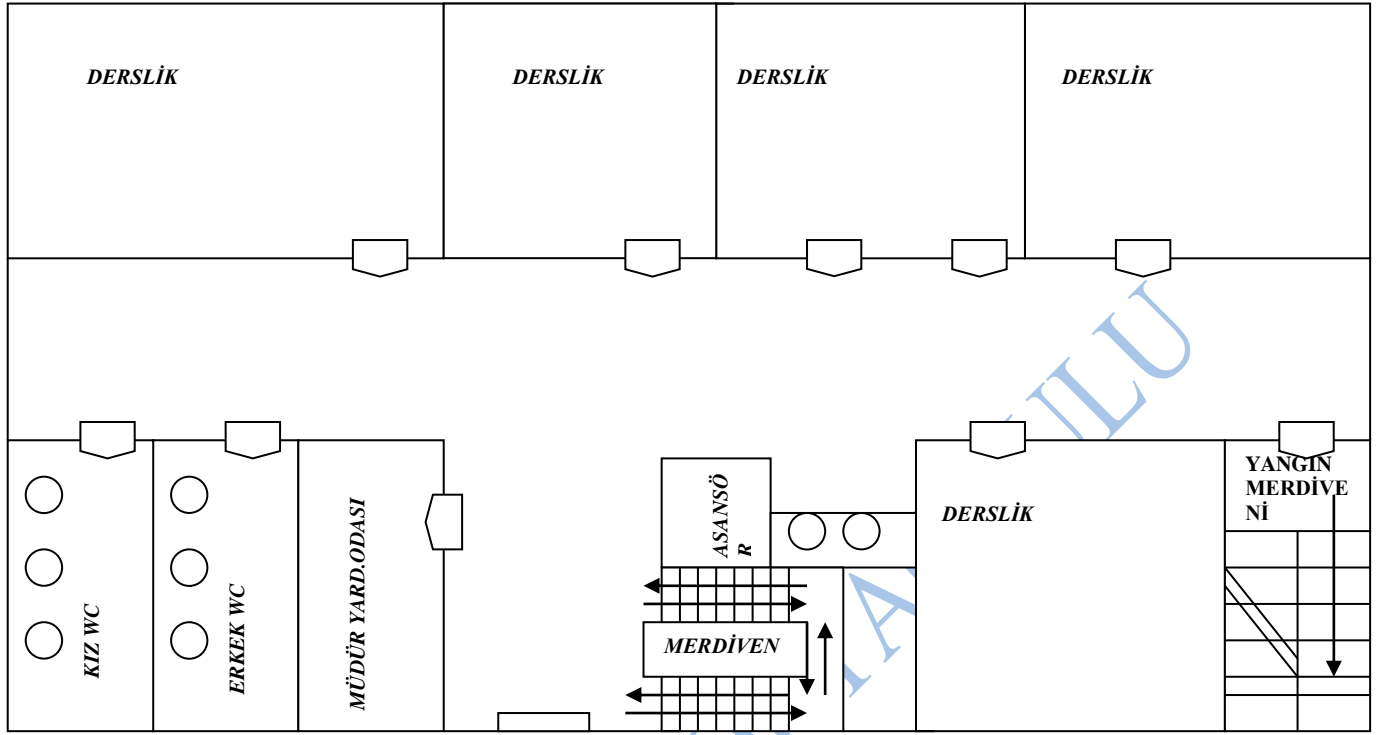 DERSLİK
DERSLİK
DERSLİK
DERSLİK
KIZ WC
ERKEK WC
MÜDÜR YARD.ODASI
ASANSÖ
R
MERDİVEN
DERSLİK
YANGIN
MERDİVE
Nİ
ULU